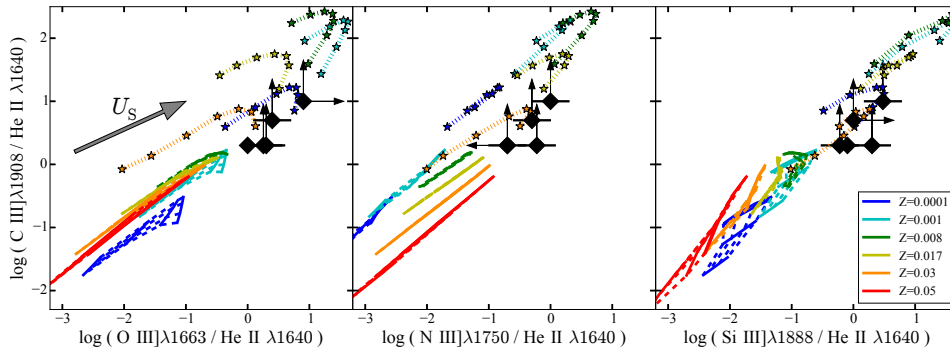 log ( C III]λ1908 / He II λ1640 )
2
1
0
−1
−2
U_S
−3 −2 −1 0 1
−3 −2 −1 0 1
−3 −2 −1 0 1
log ( O III]λ1663 / He II λ1640 )
log ( N III]λ1750 / He II λ1640 )
log ( Si III]λ1888 / He II λ1640 )
Z=0.0001
Z=0.001
Z=0.008
Z=0.017
Z=0.03
Z=0.05